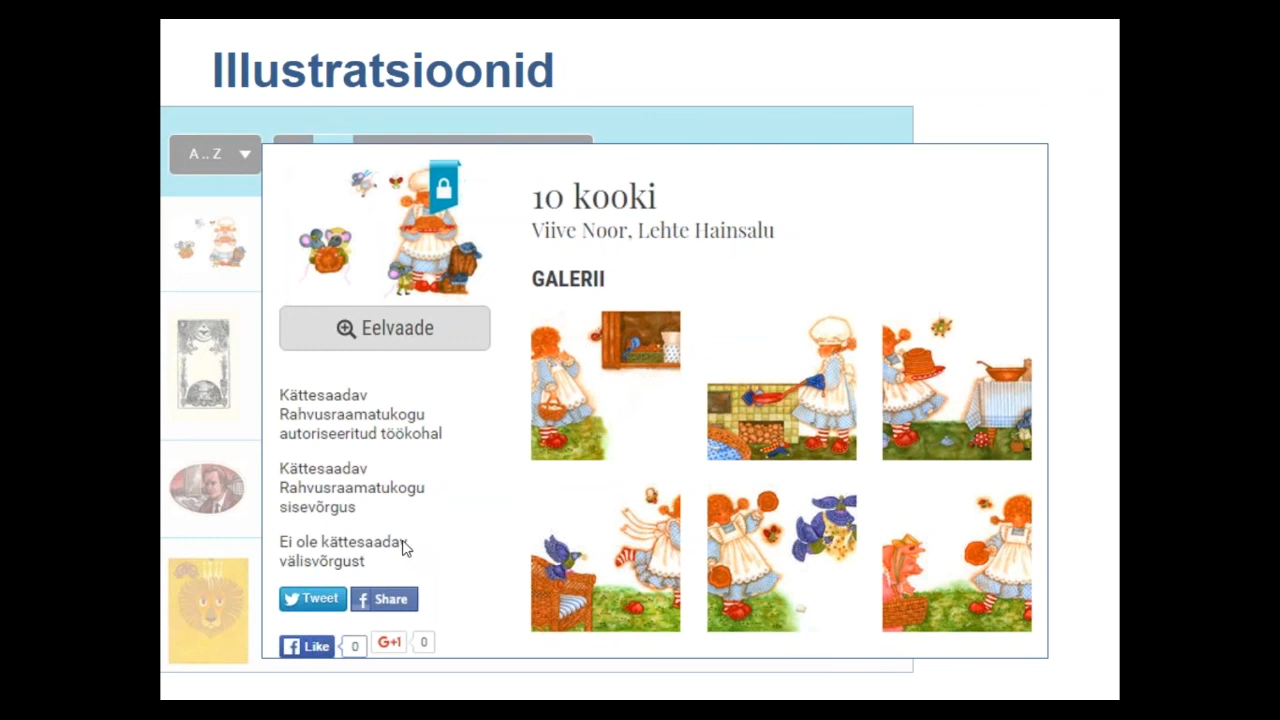 Illustratsioonid
A .. Z
10 kooki
Viive Noor, Lehte Hainsalu
GALERII
Eelvaade
Kättesaadav
Rahvusraamatukogu
autoriseeritud töökohal
Kättesaadav
Rahvusraamatukogu
sisevõrgus
Ei ole kättesaadav
välisvõrgust
Tweet
Share
Like
0
G+1
0